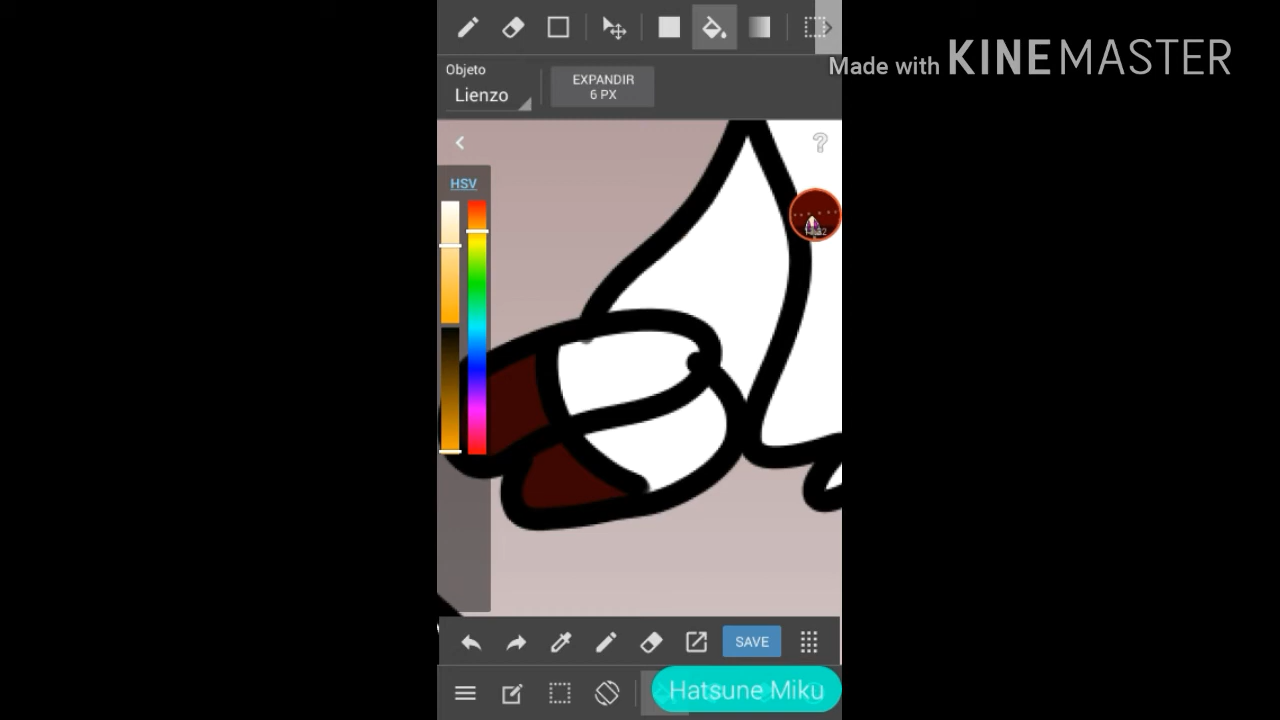 Made with KINEMASTER
Objeto
Lienzo
EXPANDIR
6 PX
HSV
SAVE
Hatsune Miku